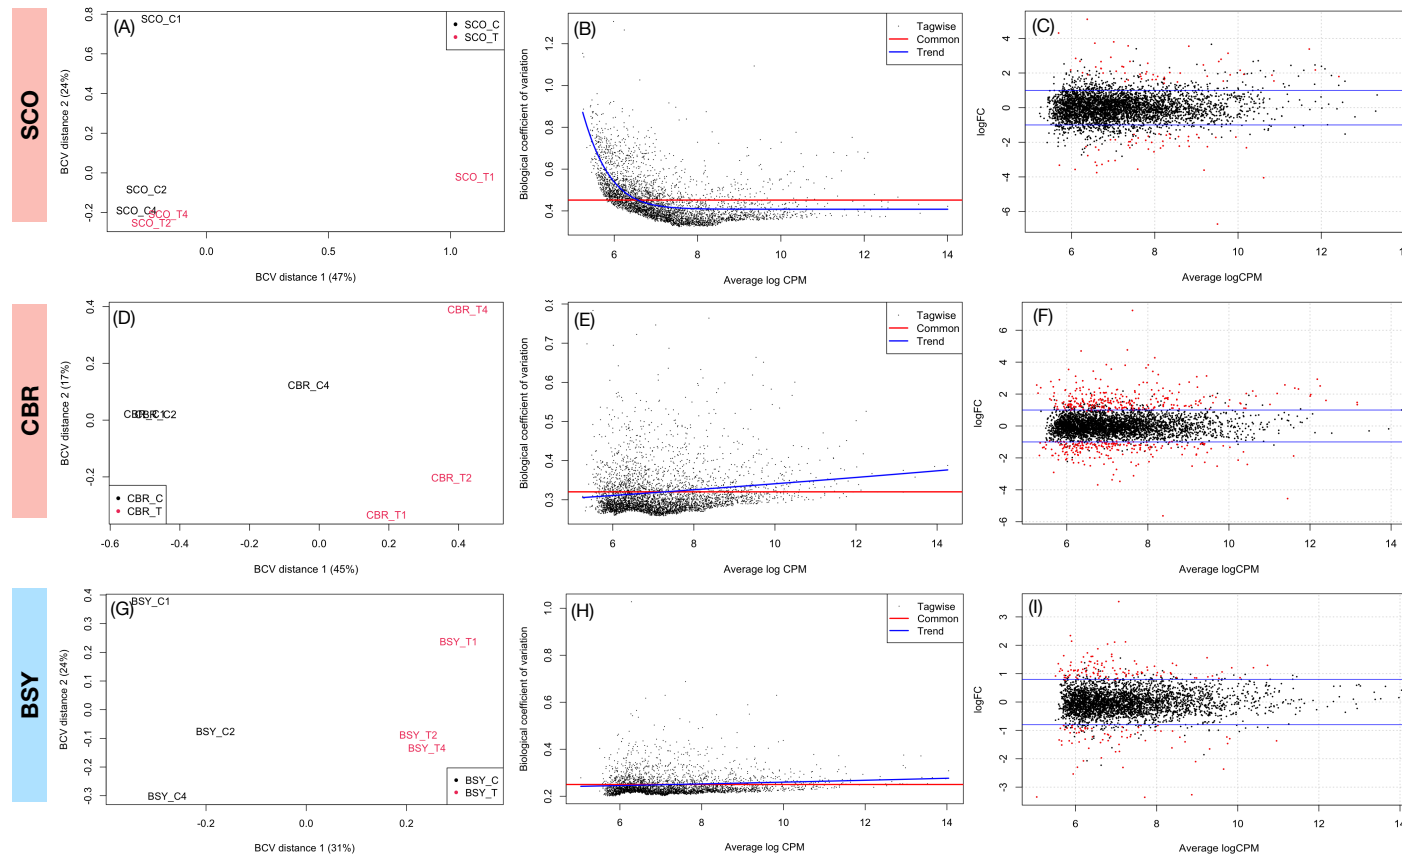 SCO
(A)
SCO_C1
SCO_C
SCO_T
SCO_T1
SCO_C2
SCO_C4
SCO_T4
SCO_T2
0.8
0.6
0.4
0.2
0.0
-0.2
BCV distance 2 (24%)
0.0 0.5 1.0
BCV distance 1 (47%)
(B)
Tagwise
Common
Trend
1.2
1.0
0.8
0.6
0.4
Biological coefficient of variation
6 8 10 12 14
Average log CPM
(C)
4
2
0
-2
-4
-6
logFC
6 8 10 12 14
Average logCPM
CBR
(D)
CBR_T4
CBR_C4
CBR_C1
CBR_C2
CBR_T2
CBR_T1
CBR_C
CBR_T
0.4
0.2
0.0
-0.2
BCV distance 2 (17%)
-0.6 -0.4 -0.2 0.0 0.2 0.4
BCV distance 1 (45%)
(E)
Tagwise
Common
Trend
0.8
0.7
0.6
0.5
0.4
0.3
Biological coefficient of variation
6 8 10 12 14
Average log CPM
(F)
6
4
2
0
-2
-4
-6
logFC
6 8 10 12 14
Average logCPM
BSY
(G)
BSY_C1
BSY_T1
BSY_C2
BSY_T2
BSY_T4
BSY_C4
BSY_C
BSY_T
0.4
0.3
0.2
0.1
0.0
-0.1
-0.2
-0.3
BCV distance 2 (24%)
-0.2 0.0 0.2
BCV distance 1 (31%)
(H)
Tagwise
Common
Trend
1.0
0.8
0.6
0.4
0.2
Biological coefficient of variation
6 8 10 12 14
Average log CPM
(I)
3
2
1
0
-1
-2
-3
logFC
6 8 10 12 14
Average logCPM